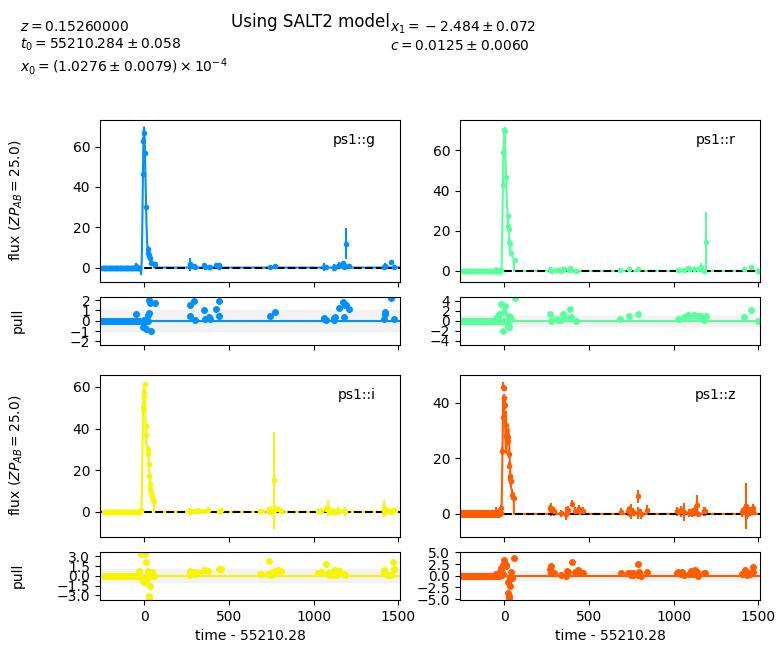 Using SALT2 model
z = 0.15260000
t0 = 55210.284 ± 0.058
x0 = (1.0276 ± 0.0079) × 10⁻⁴
x1 = −2.484 ± 0.072
c = 0.0125 ± 0.0060
flux (ZP_AB = 25.0)
60
40
20
0
ps1::g
60
40
20
0
ps1::r
pull
2
1
0
−1
−2
4
2
0
−2
−4
flux (ZP_AB = 25.0)
60
40
20
0
ps1::i
40
20
0
ps1::z
pull
3.0
1.5
0.0
−1.5
−3.0
5.0
2.5
0.0
−2.5
−5.0
0 500 1000 1500
0 500 1000 1500
time - 55210.28
time - 55210.28